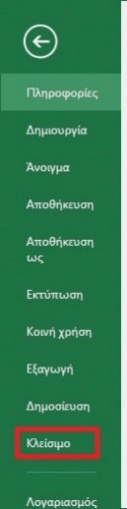 Πληροφορίες
Δημιουργία
Άνοιγμα
Αποθήκευση
Αποθήκευση
ως
Εκτύπωση
Κοινή χρήση
Εξαγωγή
Δημοσίευση
Κλείσιμο
Λογαριασμός